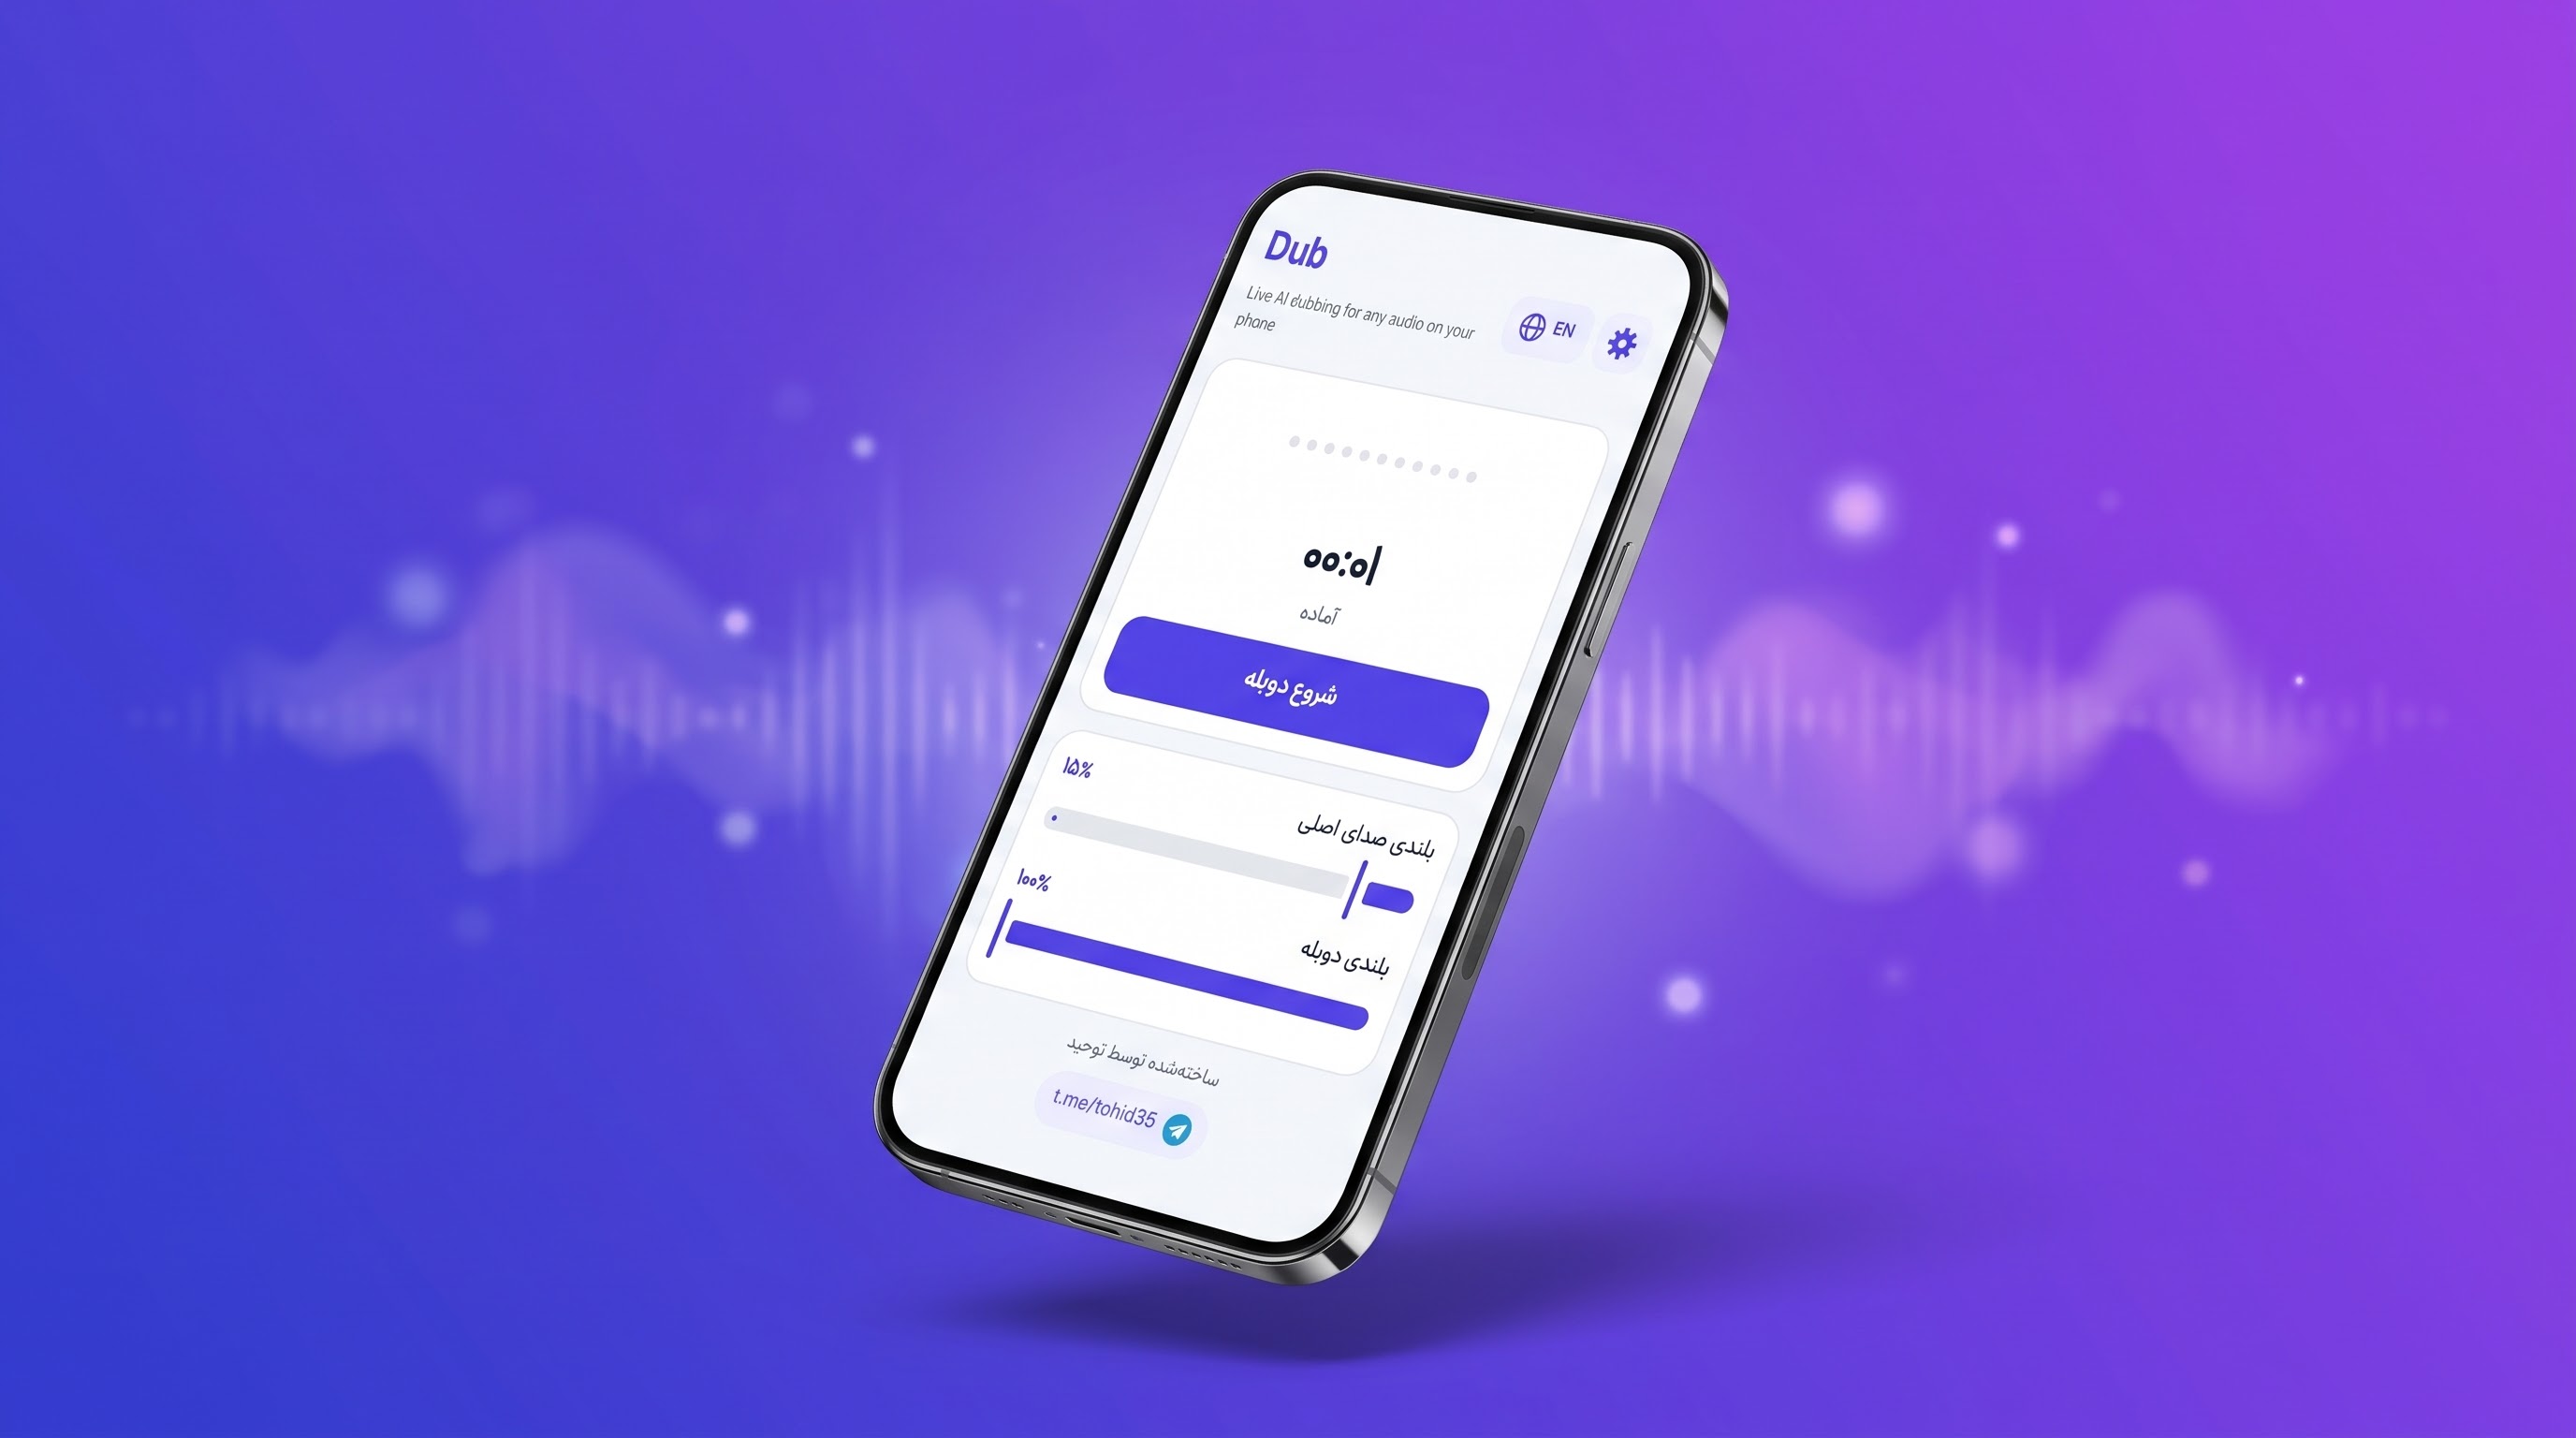 Dub
Live AI dubbing for any audio on your
phone
EN
۰۰:۰۱
آماده
شروع دوبله
۱۵%
بلندی صدای اصلی
۱۰۰%
بلندی دوبله
ساخته‌شده توسط توحید
t.me/tohid35